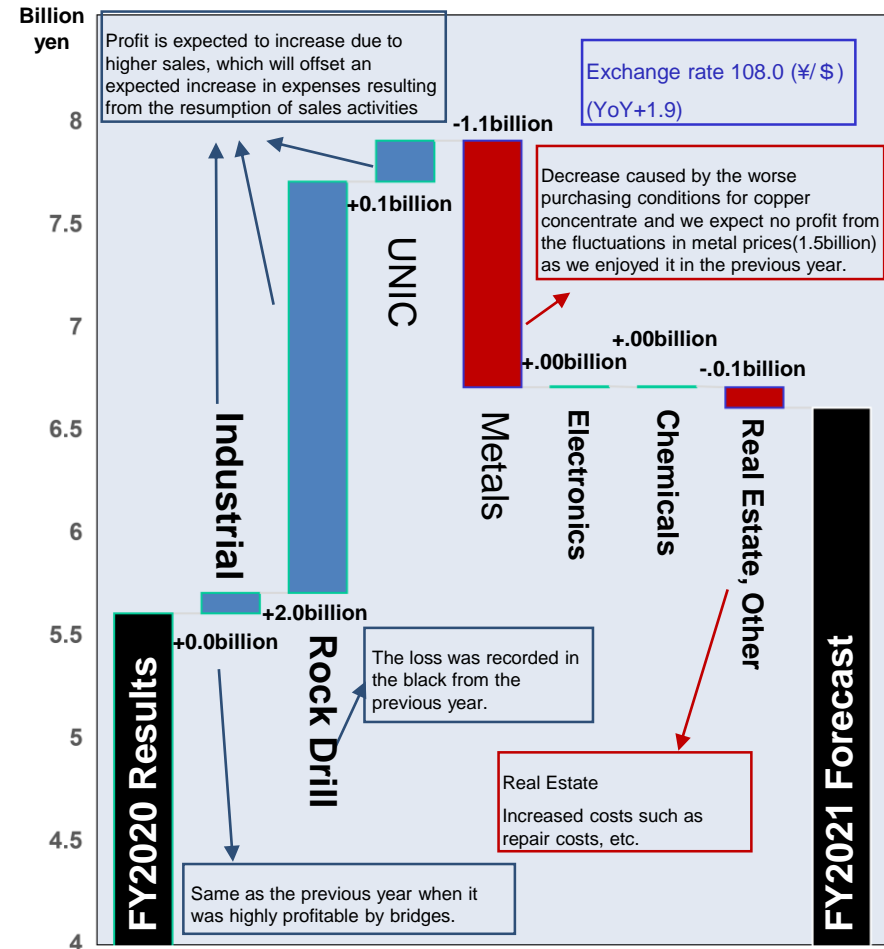 Billion
yen
Profit is expected to increase due to
higher sales, which will offset an
expected increase in expenses resulting
from the resumption of sales activities
Exchange rate 108.0 (¥/＄)
(YoY+1.9)
8
7.5
7
6.5
6
5.5
5
4.5
4
-1.1billion
Decrease caused by the worse
purchasing conditions for copper
concentrate and we expect no profit from
the fluctuations in metal prices(1.5billion)
as we enjoyed it in the previous year.
+0.1billion
UNIC
+.00billion
+.00billion
-.0.1billion
Industrial
Metals
Electronics
Chemicals
Real Estate, Other
+0.0billion
+2.0billion
Rock Drill
The loss was recorded in
the black from the
previous year.
FY2020 Results
FY2021 Forecast
Real Estate
Increased costs such as
repair costs, etc.
Same as the previous year when it
was highly profitable by bridges.